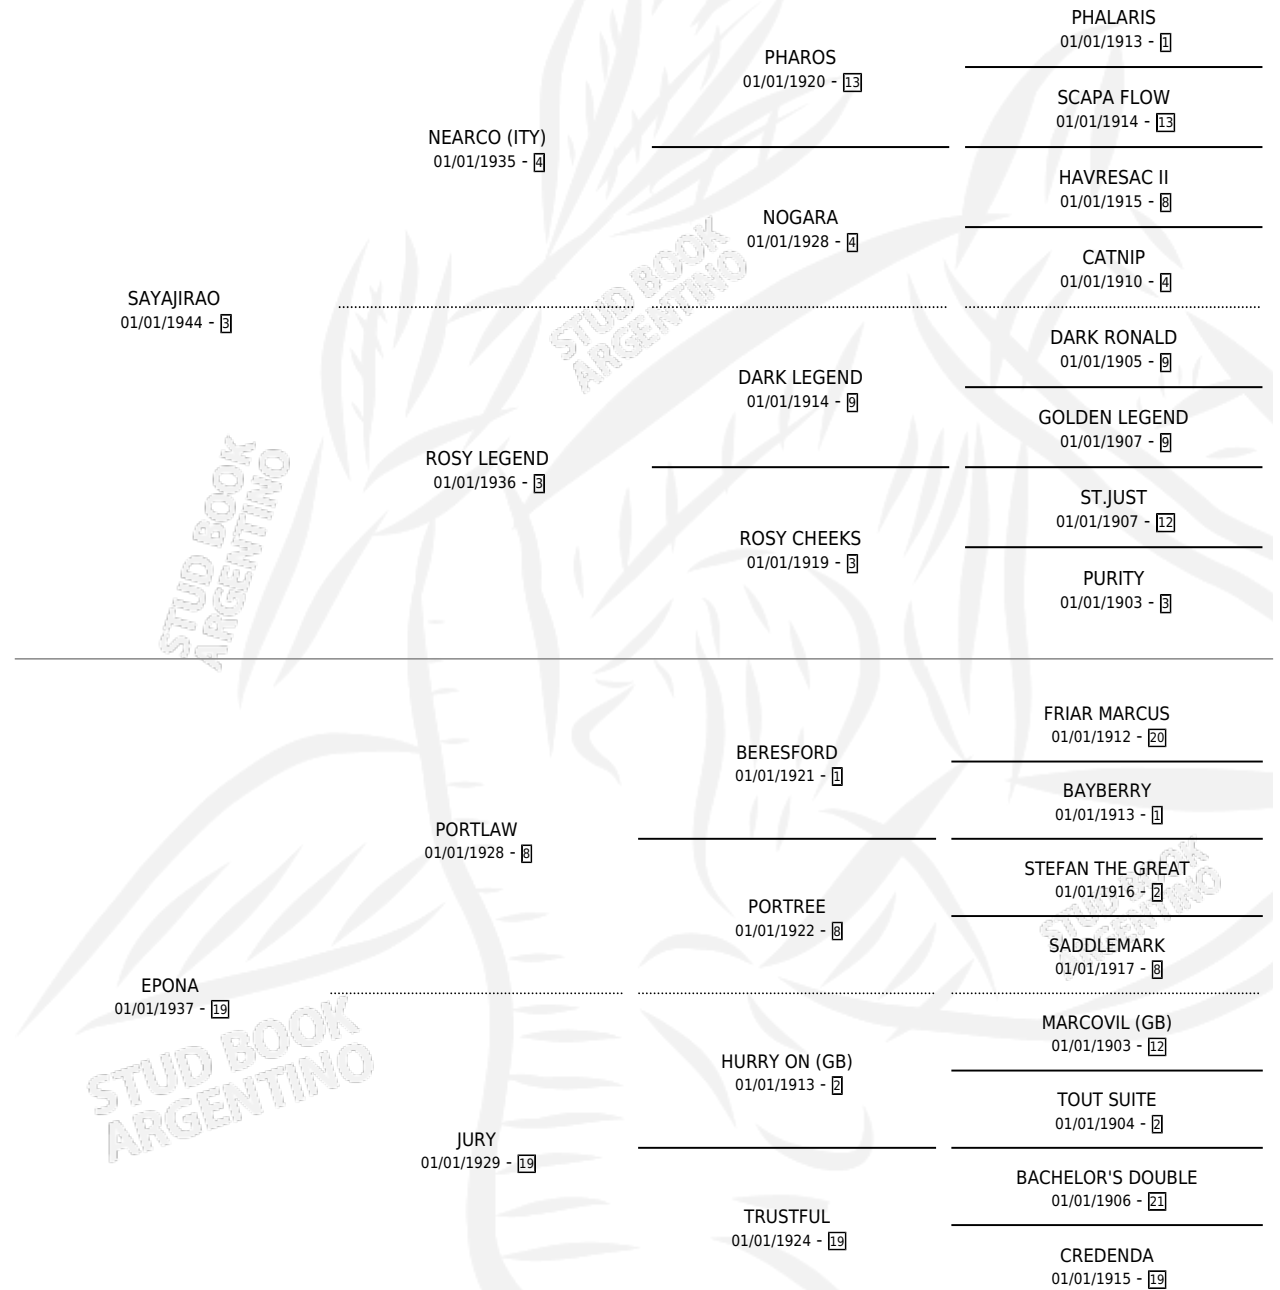 PHALARIS
01/01/1913 - 1
PHAROS
01/01/1920 - 13
SCAPA FLOW
01/01/1914 - 13
NEARCO (ITY)
01/01/1935 - 4
HAVRESAC II
01/01/1915 - 8
NOGARA
01/01/1928 - 4
CATNIP
01/01/1910 - 4
SAYAJIRAO
01/01/1944 - 3
DARK RONALD
01/01/1905 - 9
DARK LEGEND
01/01/1914 - 9
GOLDEN LEGEND
01/01/1907 - 9
ROSY LEGEND
01/01/1936 - 3
ST.JUST
01/01/1907 - 12
ROSY CHEEKS
01/01/1919 - 3
PURITY
01/01/1903 - 3
FRIAR MARCUS
01/01/1912 - 20
BERESFORD
01/01/1921 - 1
BAYBERRY
01/01/1913 - 1
PORTLAW
01/01/1928 - 8
STEFAN THE GREAT
01/01/1916 - 2
PORTREE
01/01/1922 - 8
SADDLEMARK
01/01/1917 - 8
EPONA
01/01/1937 - 19
MARCOVIL (GB)
01/01/1903 - 12
HURRY ON (GB)
01/01/1913 - 2
TOUT SUITE
01/01/1904 - 2
JURY
01/01/1929 - 19
BACHELOR'S DOUBLE
01/01/1906 - 21
TRUSTFUL
01/01/1924 - 19
CREDENDA
01/01/1915 - 19
STUD BOOK
ARGENTINO
STUD BOOK
ARGENTINO
STUD BOOK
ARGENTINO
STUD BOOK
ARGENTINO